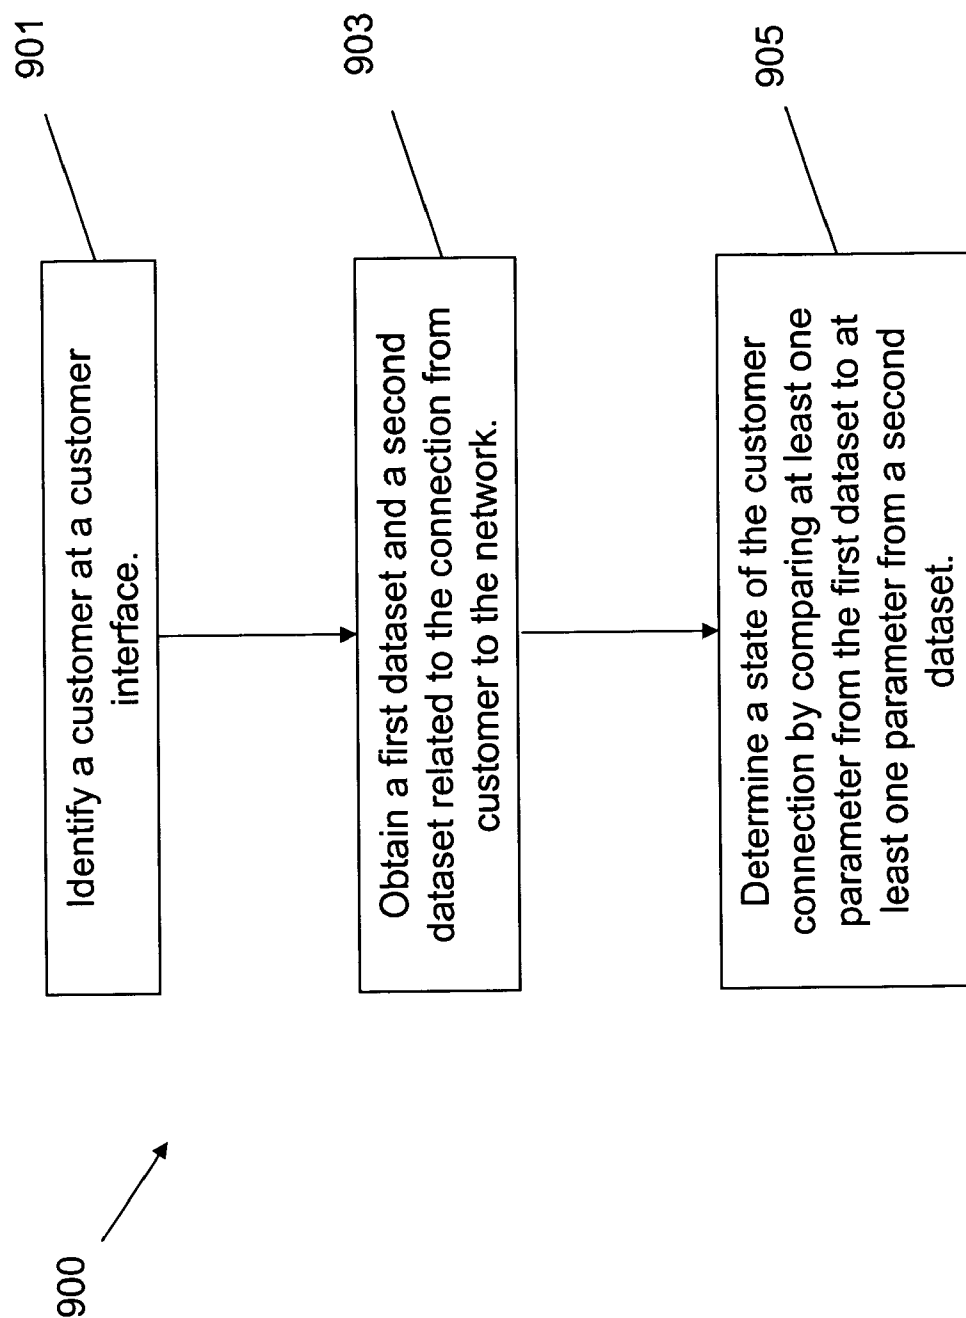 900
Identify a customer at a customer
interface.
901
Obtain a first dataset and a second
dataset related to the connection from
customer to the network.
903
Determine a state of the customer
connection by comparing at least one
parameter from the first dataset to at
least one parameter from a second
dataset.
905